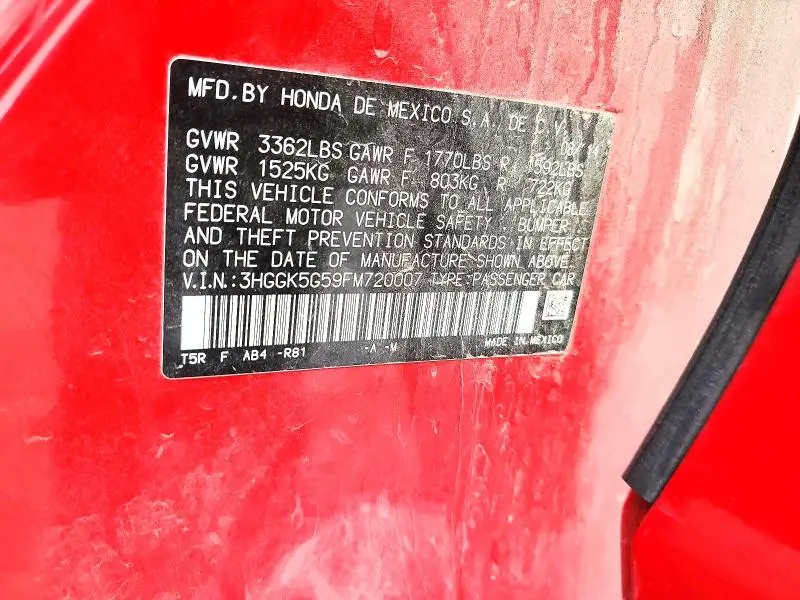 MFD.BY HONDA DE MEXICO S.A. DE C.V.
08/14
GVWR 3362LBS GAWR F 1770LBS R 1592LBS
GVWR 1525KG GAWR F 803KG R 722KG
THIS VEHICLE CONFORMS TO ALL APPLICABLE
FEDERAL MOTOR VEHICLE SAFETY, BUMPER,
AND THEFT PREVENTION STANDARDS IN EFFECT
ON THE DATE OF MANUFACTURE SHOWN ABOVE.
V.I.N.:3HGGK5G59FM720007 TYPE:PASSENGER CAR
T5R F AB4 -R81 -A -M MADE IN MEXICO